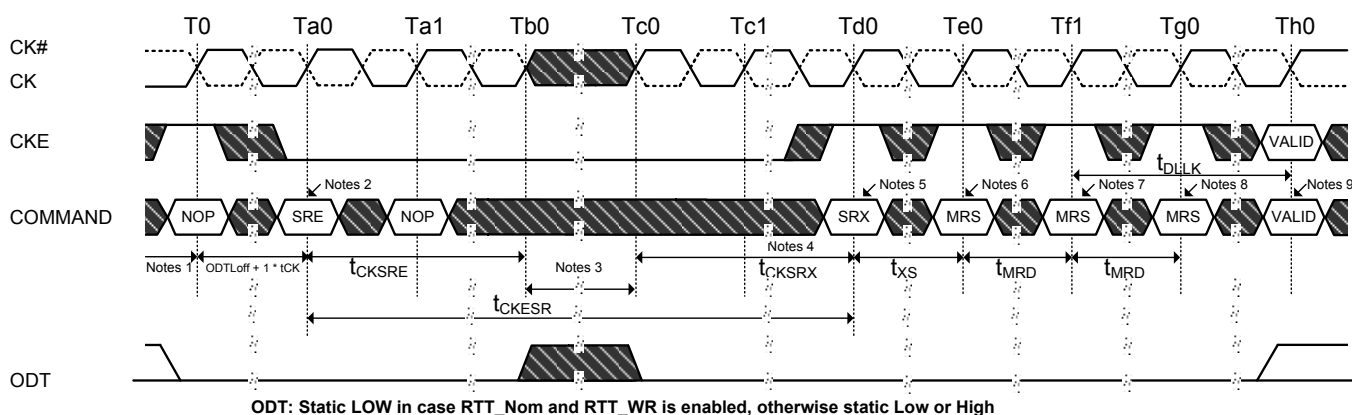 T0 Ta0 Ta1 Tb0 Tc0 Tc1 Td0 Te0 Tf1 Tg0 Th0
CK#
CK
CKE
VALID
tDLLK
Notes 2 Notes 5 Notes 6 Notes 7 Notes 8 Notes 9
COMMAND
NOP SRE NOP SRX MRS MRS MRS VALID
Notes 4
Notes 1 ODTLoff + 1 * tCK tCKSRE Notes 3 tCKSRX tXS tMRD tMRD
tCKESR
ODT
ODT: Static LOW in case RTT_Nom and RTT_WR is enabled, otherwise static Low or High